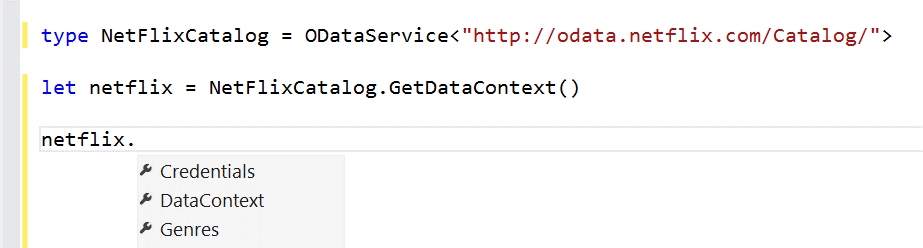 type NetFlixCatalog = ODataService<"http://odata.netflix.com/Catalog/">
let netflix = NetFlixCatalog.GetDataContext()
netflix.
Credentials
DataContext
Genres